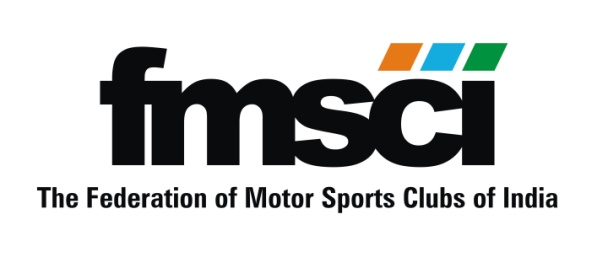 fmsci
The Federation of Motor Sports Clubs of India